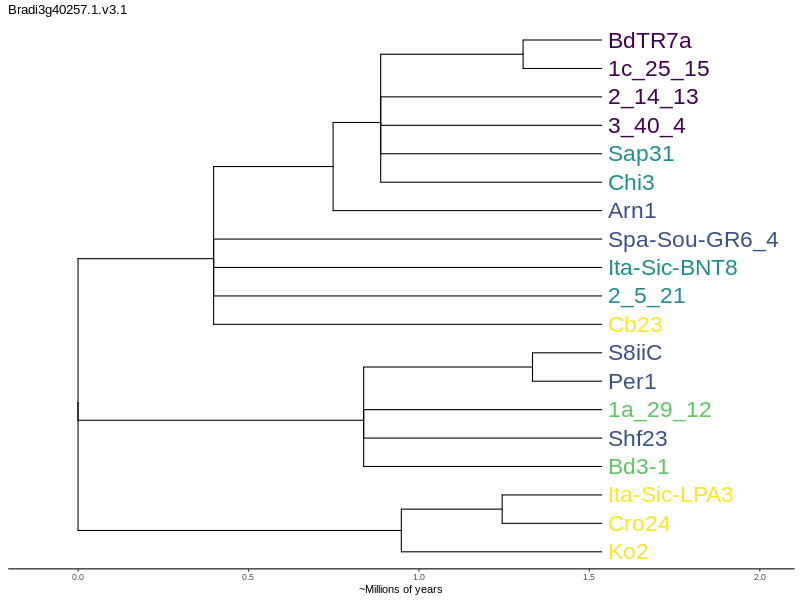 Bradi3g40257.1.v3.1
BdTR7a
1c_25_15
2_14_13
3_40_4
Sap31
Chi3
Arn1
Spa-Sou-GR6_4
Ita-Sic-BNT8
2_5_21
Cb23
S8iiC
Per1
1a_29_12
Shf23
Bd3-1
Ita-Sic-LPA3
Cro24
Ko2
0.0 0.5 1.0 1.5 2.0
~Millions of years